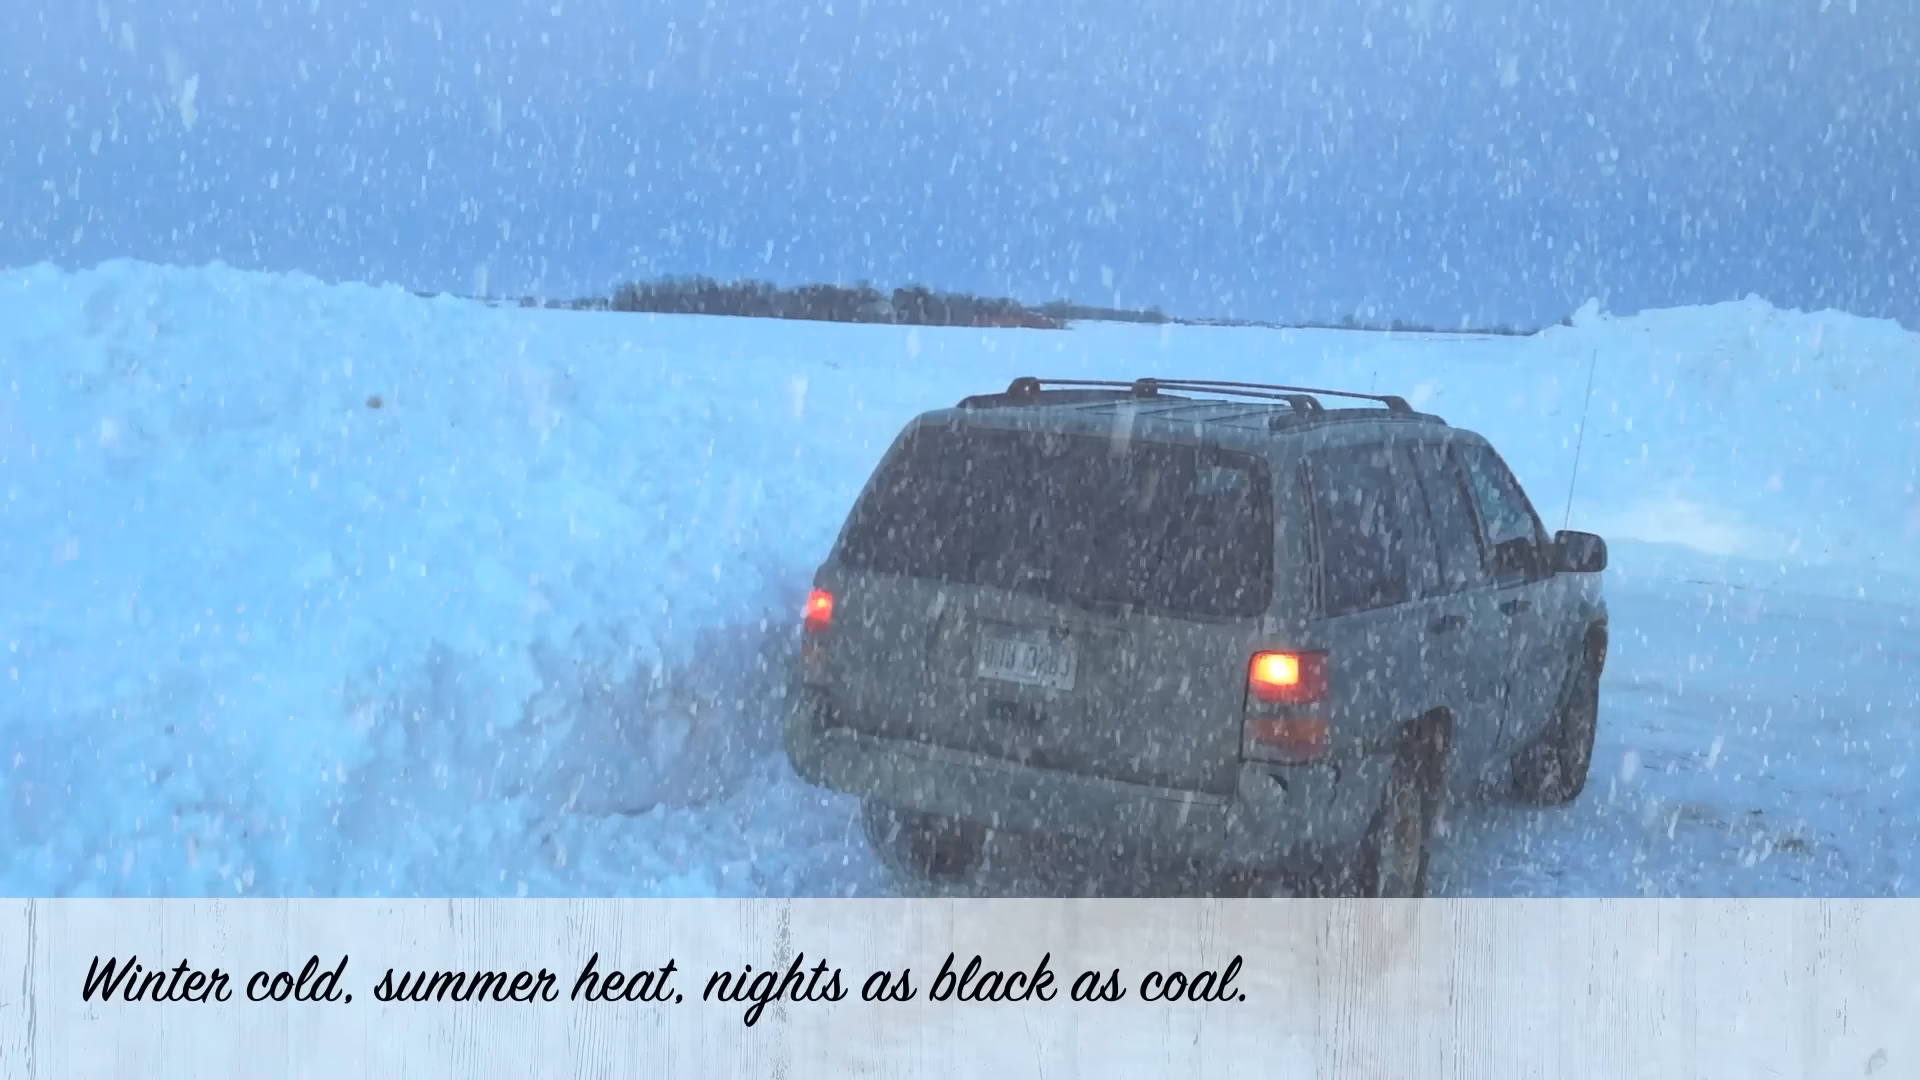 Winter cold, summer heat, nights as black as coal.